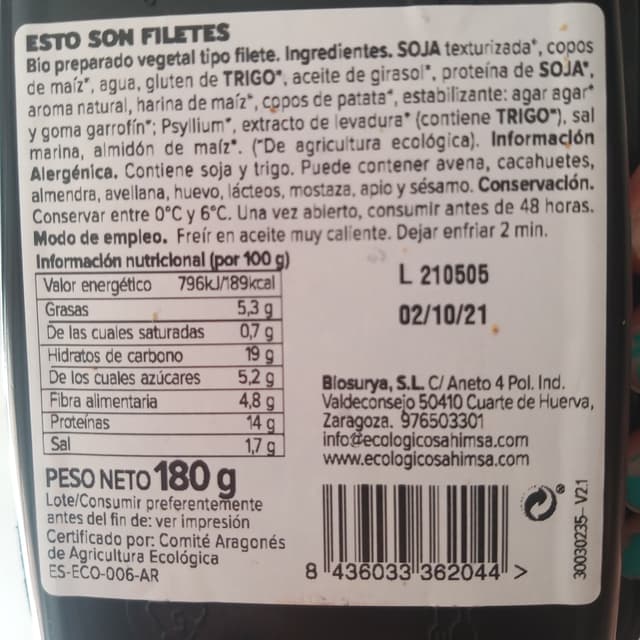 ESTO SON FILETES
Bio preparado vegetal tipo filete. Ingredientes. SOJA texturizada*, copos
de maíz*, agua, gluten de TRIGO*, aceite de girasol*, proteína de SOJA*,
aroma natural, harina de maíz*, copos de patata*, estabilizante: agar agar*
y goma garrofín*; Psyllium*, extracto de levadura* (contiene TRIGO*), sal
marina, almidón de maíz*. (*De agricultura ecológica). Información
Alergénica. Contiene soja y trigo. Puede contener avena, cacahuetes,
almendra, avellana, huevo, lácteos, mostaza, apio y sésamo. Conservación.
Conservar entre 0°C y 6°C. Una vez abierto, consumir antes de 48 horas.
Modo de empleo. Freír en aceite muy caliente. Dejar enfriar 2 min.
Información nutricional (por 100 g)
Valor energético 796kJ/189kcal
Grasas 5,3 g
De las cuales saturadas 0,7 g
Hidratos de carbono 19 g
De los cuales azúcares 5,2 g
Fibra alimentaria 4,8 g
Proteínas 14 g
Sal 1,7 g
L 210505
02/10/21
PESO NETO 180 g
Lote/Consumir preferentemente
antes del fin de: ver impresión
Certificado por: Comité Aragonés
de Agricultura Ecológica
ES-ECO-006-AR
Biosurya, S.L. C/ Aneto 4 Pol. Ind.
Valdeconsejo 50410 Cuarte de Huerva,
Zaragoza. 976503301
info@ecologicosahimsa.com
www.ecologicosahimsa.com
8 436033 362044 >
30030235- V2.1